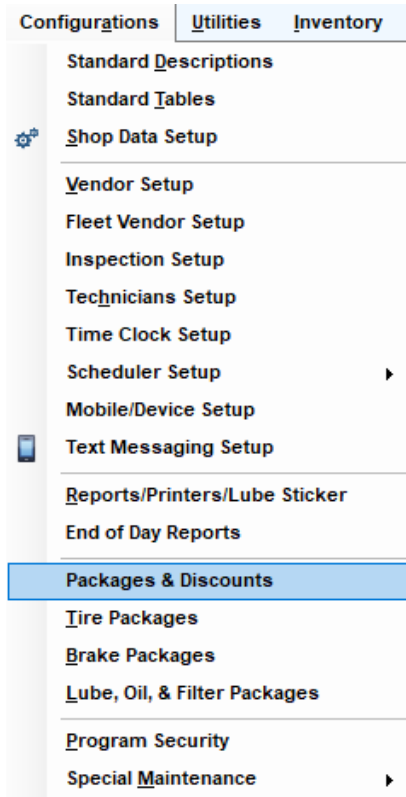 Configurations Utilities Inventory
Standard Descriptions
Standard Tables
Shop Data Setup
Vendor Setup
Fleet Vendor Setup
Inspection Setup
Technicians Setup
Time Clock Setup
Scheduler Setup
Mobile/Device Setup
Text Messaging Setup
Reports/Printers/Lube Sticker
End of Day Reports
Packages & Discounts
Tire Packages
Brake Packages
Lube, Oil, & Filter Packages
Program Security
Special Maintenance